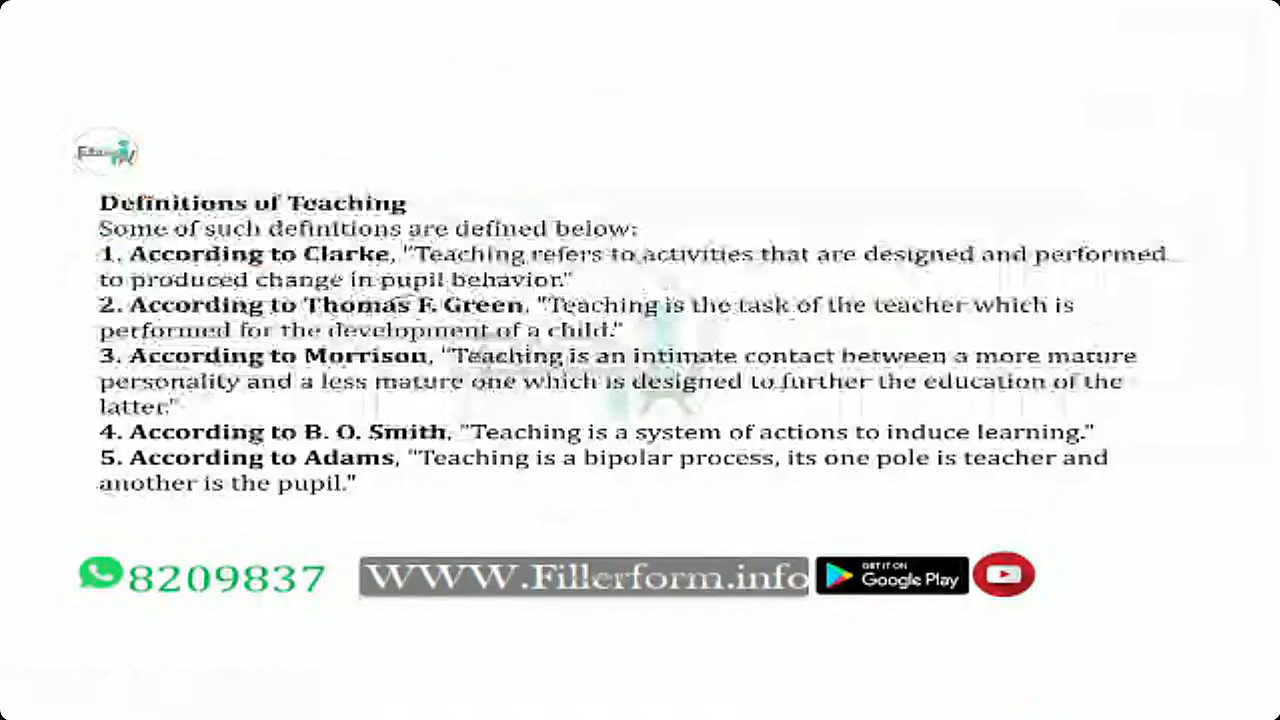 Definitions of Teaching
Some of such definitions are defined below:
1. According to Clarke, "Teaching refers to activities that are designed and performed
to produced change in pupil behavior."
2. According to Thomas F. Green, "Teaching is the task of the teacher which is
performed for the development of a child."
3. According to Morrison, "Teaching is an intimate contact between a more mature
personality and a less mature one which is designed to further the education of the
latter."
4. According to B. O. Smith, "Teaching is a system of actions to induce learning."
5. According to Adams, "Teaching is a bipolar process, its one pole is teacher and
another is the pupil."
8209837 WWW.Fillerform.info GET IT ON Google Play